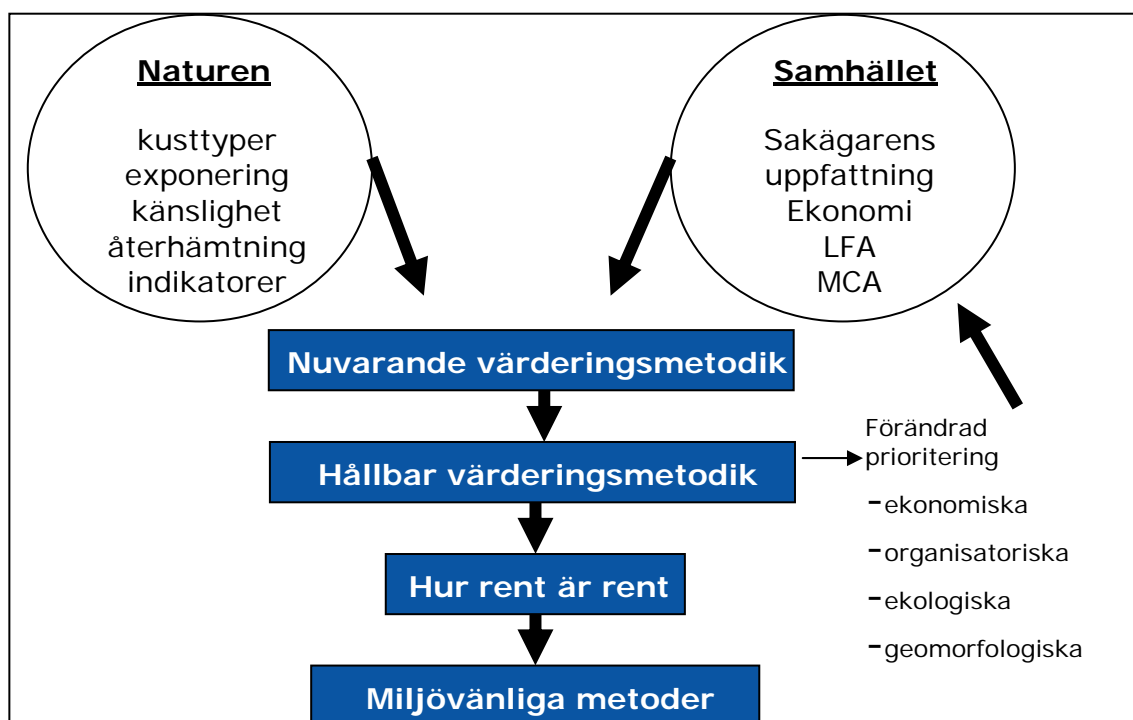 Naturen
kusttyper
exponering
känslighet
återhämtning
indikatorer
Samhället
Sakägarens
uppfattning
Ekonomi
LFA
MCA
Nuvarande värderingsmetodik
Hållbar värderingsmetodik
Förändrad
prioritering
-ekonomiska
-organisatoriska
-ekologiska
-geomorfologiska
Hur rent är rent
Miljövänliga metoder